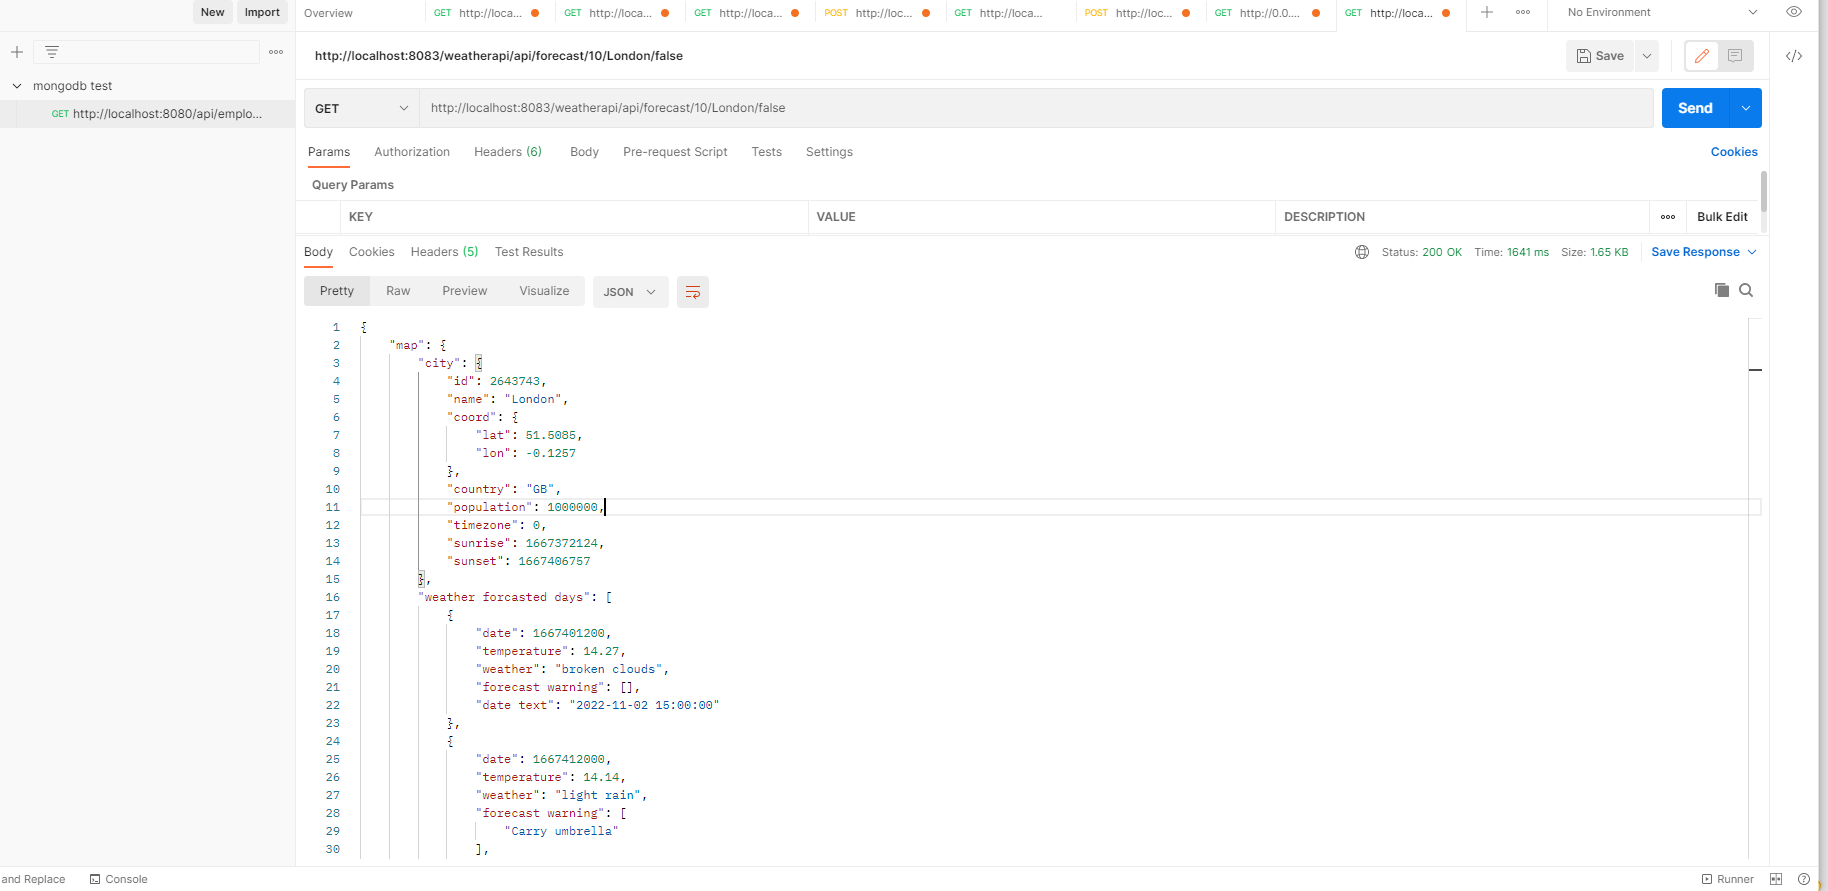 New Import Overview GET http://loca... GET http://loca... GET http://loca... POST http://loc... GET http://loca... POST http://loc... GET http://0.0.... GET http://loca... No Environment
http://localhost:8083/weatherapi/api/forecast/10/London/false Save
mongodb test
GET http://localhost:8080/api/emplo...
GET http://localhost:8083/weatherapi/api/forecast/10/London/false Send
Params Authorization Headers (6) Body Pre-request Script Tests Settings Cookies
Query Params
KEY VALUE DESCRIPTION Bulk Edit
Body Cookies Headers (5) Test Results Status: 200 OK Time: 1641 ms Size: 1.65 KB Save Response
Pretty Raw Preview Visualize JSON
1 {
2 "map": {
3 "city": {
4 "id": 2643743,
5 "name": "London",
6 "coord": {
7 "lat": 51.5085,
8 "lon": -0.1257
9 },
10 "country": "GB",
11 "population": 1000000,
12 "timezone": 0,
13 "sunrise": 1667372124,
14 "sunset": 1667406757
15 },
16 "weather forcasted days": [
17 {
18 "date": 1667401200,
19 "temperature": 14.27,
20 "weather": "broken clouds",
21 "forecast warning": [],
22 "date text": "2022-11-02 15:00:00"
23 },
24 {
25 "date": 1667412000,
26 "temperature": 14.14,
27 "weather": "light rain",
28 "forecast warning": [
29 "Carry umbrella"
30 ],
and Replace Console Runner